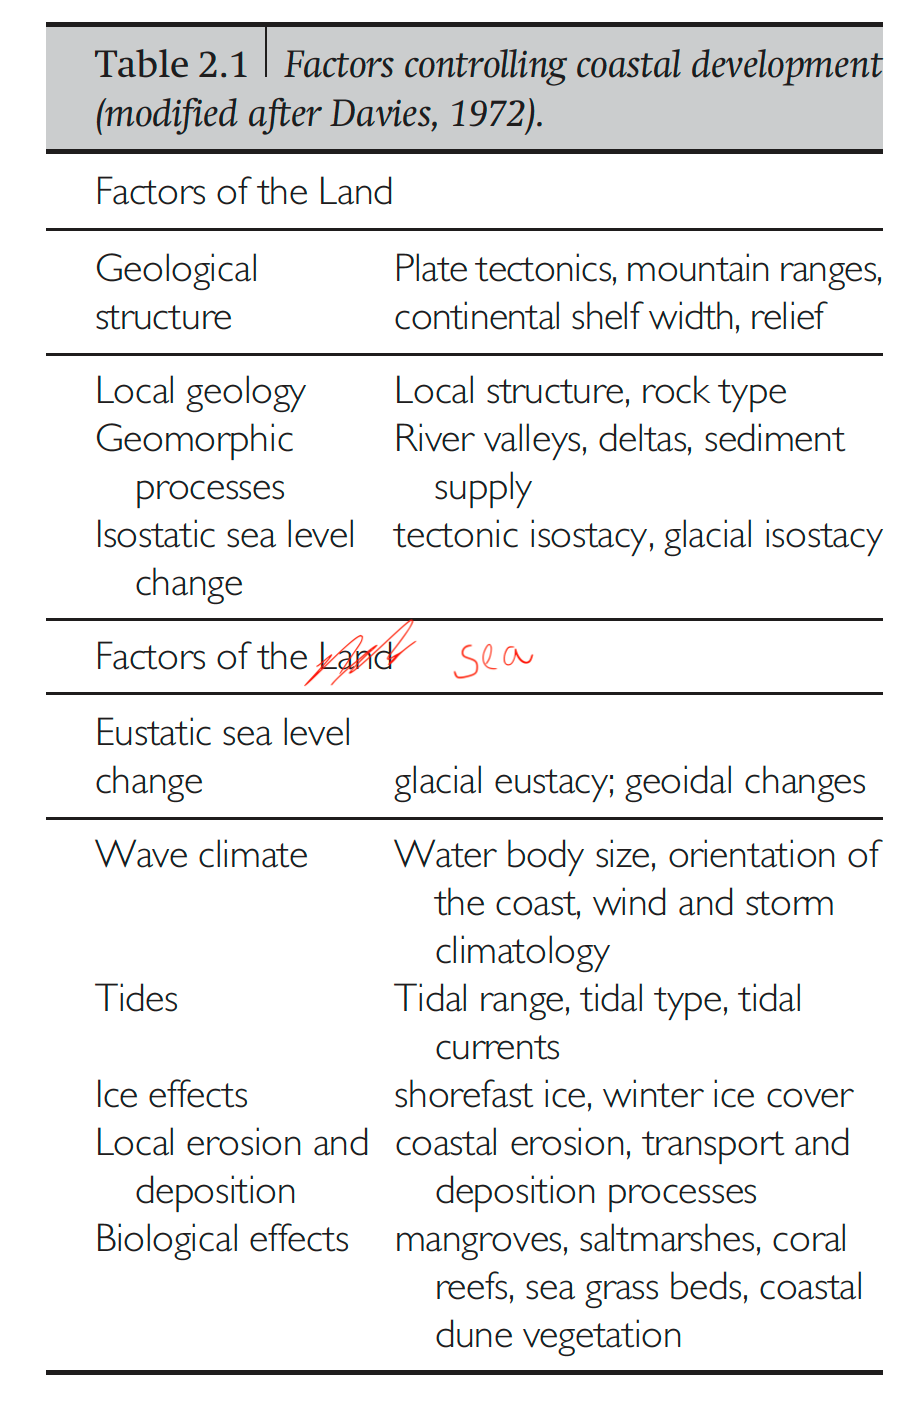 Table 2.1 Factors controlling coastal development
(modified after Davies, 1972).
Factors of the Land
Geological structure Plate tectonics, mountain ranges,
continental shelf width, relief
Local geology Local structure, rock type
Geomorphic processes River valleys, deltas, sediment
supply
Isostatic sea level change tectonic isostacy, glacial isostacy
Factors of the Land sea
Eustatic sea level
change glacial eustacy; geoidal changes
Wave climate Water body size, orientation of
the coast, wind and storm
climatology
Tides Tidal range, tidal type, tidal
currents
Ice effects shorefast ice, winter ice cover
Local erosion and deposition coastal erosion, transport and
deposition processes
Biological effects mangroves, saltmarshes, coral
reefs, sea grass beds, coastal
dune vegetation